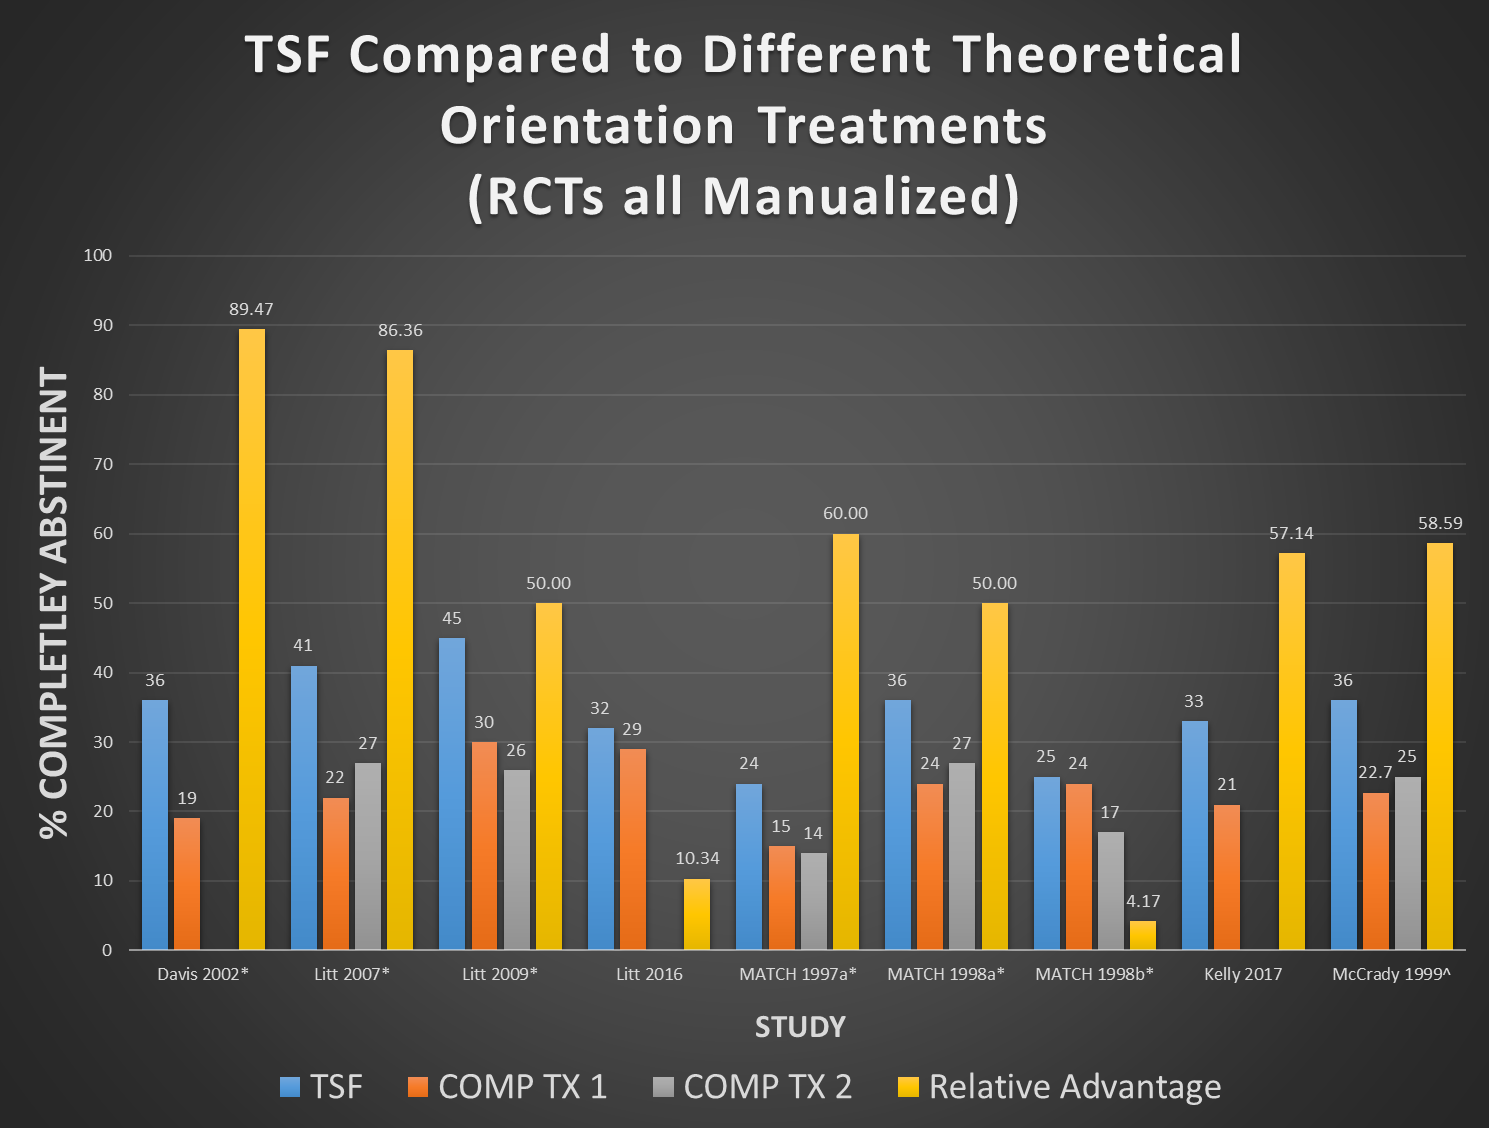 TSF Compared to Different Theoretical
Orientation Treatments
(RCTs all Manualized)
% COMPLETLEY ABSTINENT
100
90
80
70
60
50
40
30
20
10
0
36
19
89.47
41
22
27
86.36
45
30
26
50.00
32
29
10.34
24
15
14
60.00
36
24
27
50.00
25
24
17
4.17
33
21
57.14
36
22.7
25
58.59
Davis 2002*
Litt 2007*
Litt 2009*
Litt 2016
MATCH 1997a*
MATCH 1998a*
MATCH 1998b*
Kelly 2017
McCrady 1999^
STUDY
TSF
COMP TX 1
COMP TX 2
Relative Advantage